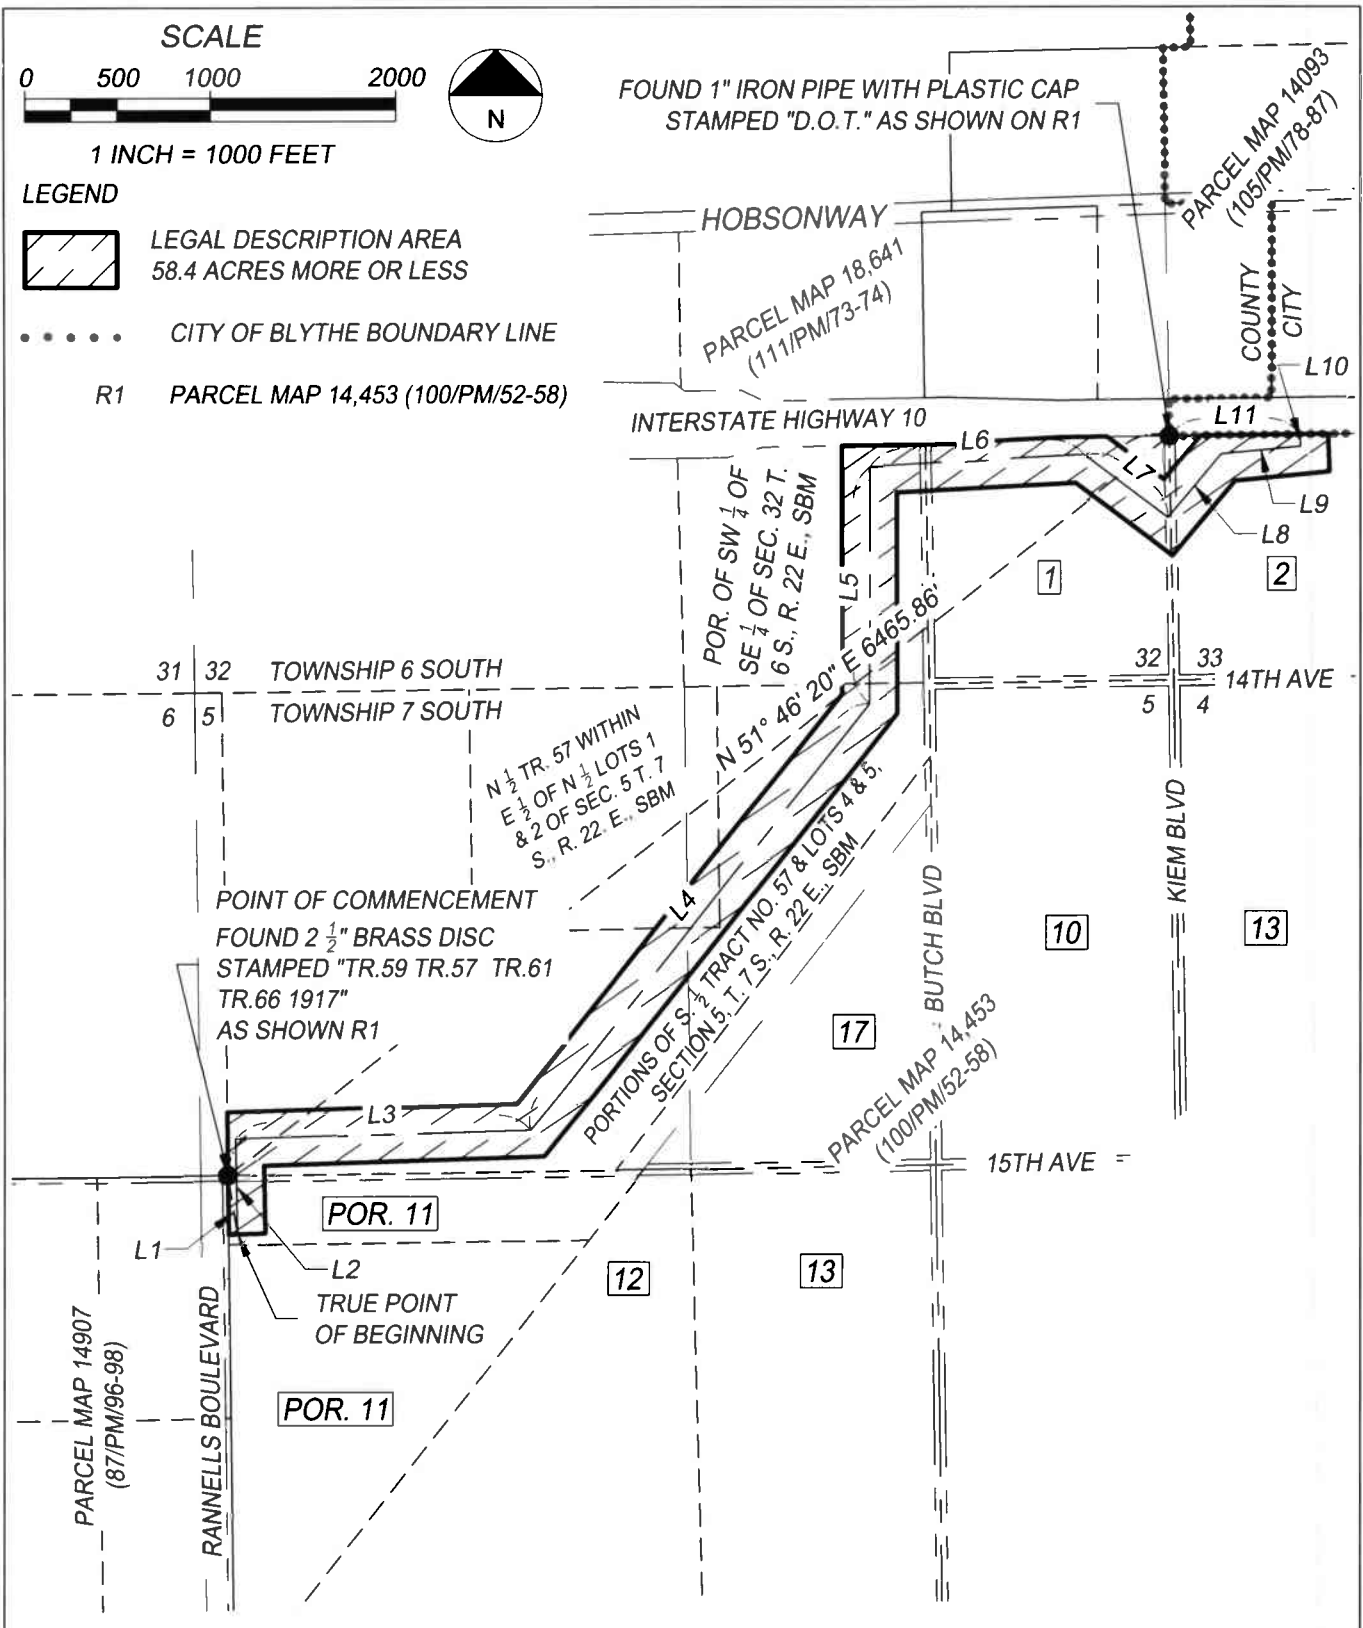 SCALE
0 500 1000 2000
1 INCH = 1000 FEET
N
LEGEND
LEGAL DESCRIPTION AREA
58.4 ACRES MORE OR LESS
CITY OF BLYTHE BOUNDARY LINE
R1 PARCEL MAP 14,453 (100/PM/52-58)
FOUND 1" IRON PIPE WITH PLASTIC CAP
STAMPED "D.O.T." AS SHOWN ON R1
PARCEL MAP 14093
(105/PM/78-87)
HOBSONWAY
PARCEL MAP 18,641
(111/PM/73-74)
COUNTY
CITY
L10
INTERSTATE HIGHWAY 10
L11
L6
L7
L9
L8
POR. OF SW 1/4 OF
SE 1/4 OF SEC. 32 T.
6 S., R. 22 E., SBM
L5
1
2
N 51° 46' 20" E 6465.86'
31 32 TOWNSHIP 6 SOUTH
6 5 TOWNSHIP 7 SOUTH
32 33
5 4
14TH AVE
N 1/2 TR. 57 WITHIN
E 1/2 OF N 1/2 LOTS 1
& 2 OF SEC. 5 T. 7
S., R. 22. E., SBM
POINT OF COMMENCEMENT
FOUND 2 1/2" BRASS DISC
STAMPED "TR.59 TR.57 TR.61
TR.66 1917"
AS SHOWN R1
L4
PORTIONS OF S. 1/2 TRACT NO. 57 & LOTS 4 & 5,
SECTION 5, T. 7 S., R. 22 E., SBM
BUTCH BLVD
KIEM BLVD
10
13
17
PARCEL MAP 14,453
(100/PM/52-58)
L3
15TH AVE
POR. 11
L1
L2
TRUE POINT
OF BEGINNING
12
13
PARCEL MAP 14907
(87/PM/96-98)
RANNELLS BOULEVARD
POR. 11